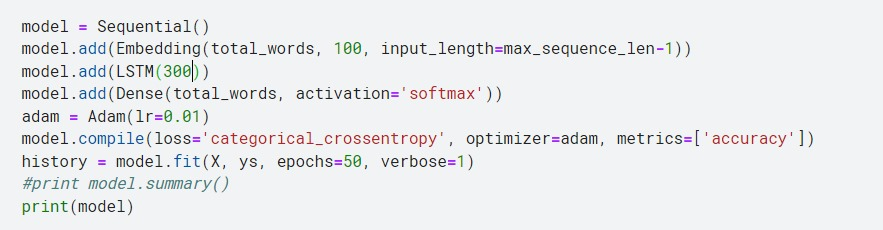 model = Sequential()
model.add(Embedding(total_words, 100, input_length=max_sequence_len-1))
model.add(LSTM(300))
model.add(Dense(total_words, activation='softmax'))
adam = Adam(lr=0.01)
model.compile(loss='categorical_crossentropy', optimizer=adam, metrics=['accuracy'])
history = model.fit(X, ys, epochs=50, verbose=1)
#print model.summary()
print(model)